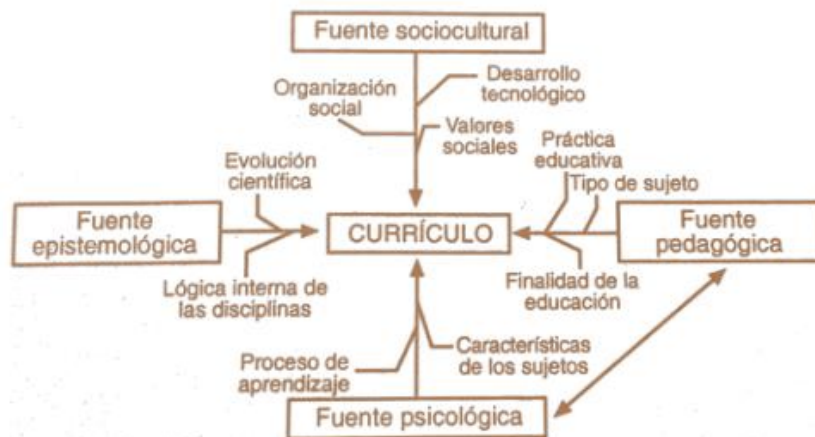 Fuente sociocultural
Organización
social
Desarrollo
tecnológico
Valores
sociales
Evolución
científica
Práctica
educativa
Tipo de sujeto
Fuente
epistemológica
CURRÍCULO
Fuente
pedagógica
Lógica interna de
las disciplinas
Finalidad de la
educación
Proceso de
aprendizaje
Características
de los sujetos
Fuente psicológica